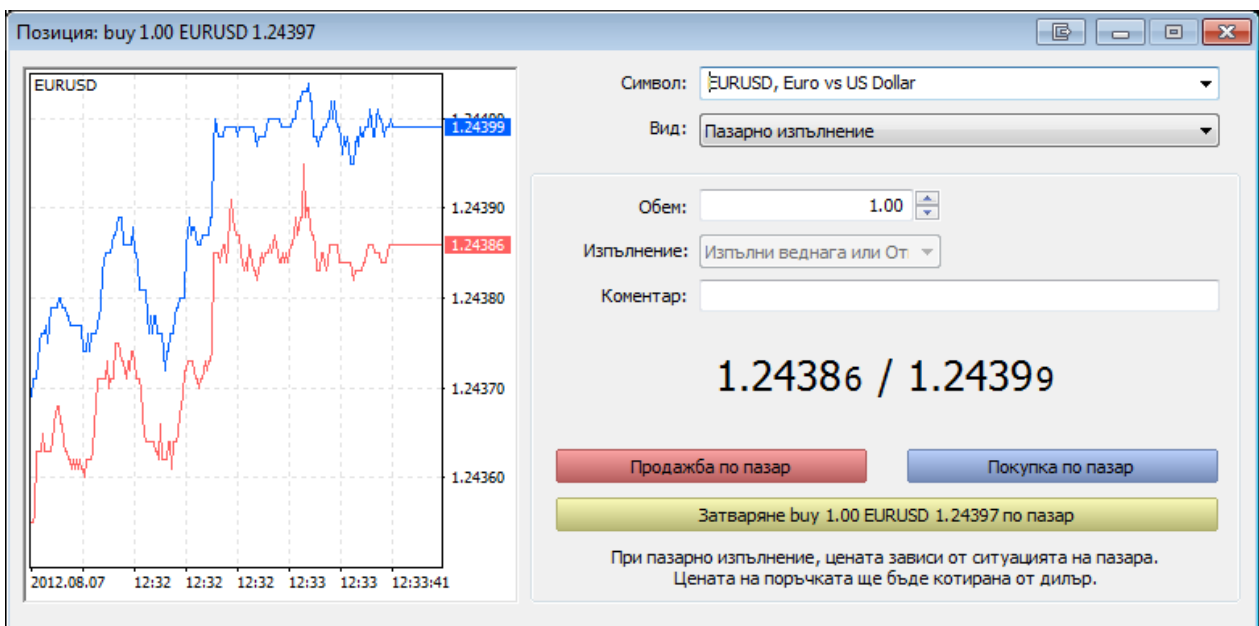 Позиция: buy 1.00 EURUSD 1.24397
EURUSD
1.24399
1.24390
1.24386
1.24380
1.24370
1.24360
2012.08.07 12:32 12:32 12:32 12:33 12:33 12:33:41
Символ: EURUSD, Euro vs US Dollar
Вид: Пазарно изпълнение
Обем: 1.00
Изпълнение: Изпълни веднага или От
Коментар:
1.24386 / 1.24399
Продажба по пазар Покупка по пазар
Затваряне buy 1.00 EURUSD 1.24397 по пазар
При пазарно изпълнение, цената зависи от ситуацията на пазара.
Цената на поръчката ще бъде котирана от дилър.